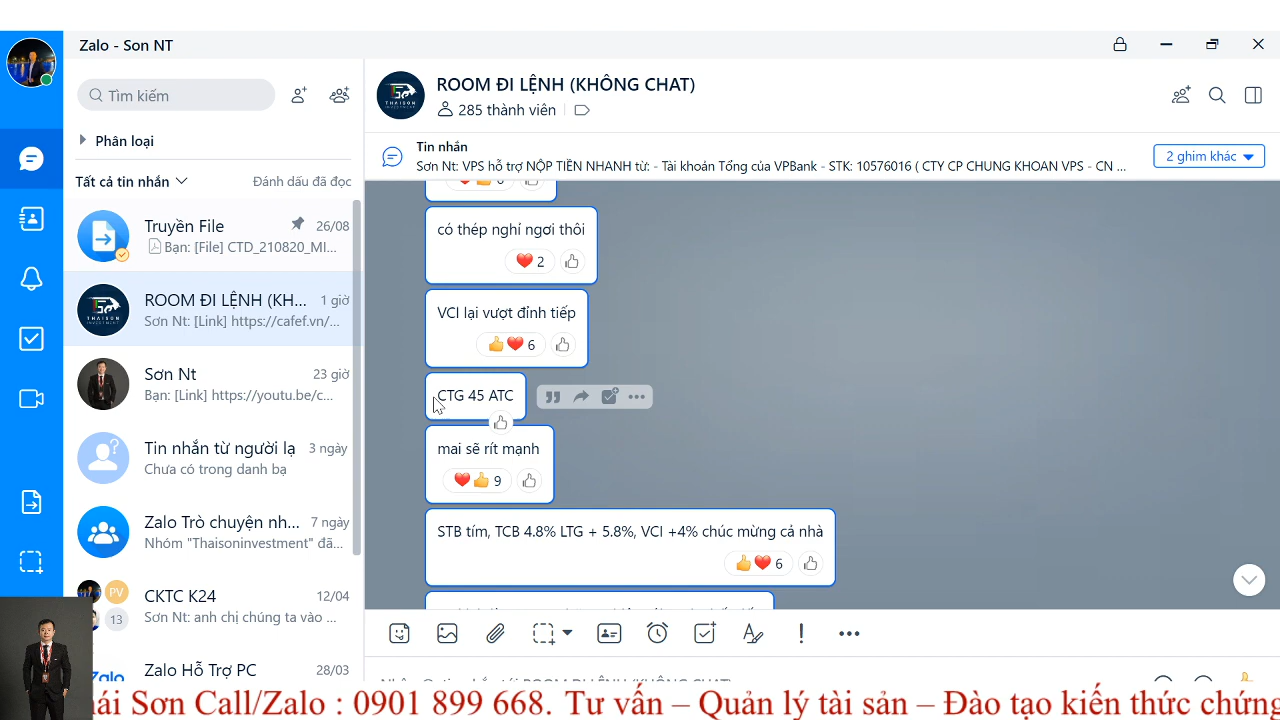 Zalo - Son NT
Tìm kiếm
ROOM ĐI LỆNH (KHÔNG CHAT)
285 thành viên
Phân loại
Tin nhắn
Sơn Nt: VPS hỗ trợ NỘP TIỀN NHANH từ: - Tài khoản Tổng của VPBank - STK: 10576016 ( CTY CP CHUNG KHOAN VPS - CN ...
2 ghim khác
Tất cả tin nhắn
Đánh dấu đã đọc
Truyền File
26/08
Bạn: [File] CTD_210820_MI...
ROOM ĐI LỆNH (KH...
1 giờ
Sơn Nt: [Link] https://cafef.vn/...
Sơn Nt
23 giờ
Bạn: [Link] https://youtu.be/c...
Tin nhắn từ người lạ
3 ngày
Chưa có trong danh bạ
Zalo Trò chuyện nh...
7 ngày
Nhóm "Thaisoninvestment" đã...
PV
13
CKTC K24
12/04
Sơn Nt: anh chị chúng ta vào ...
Zalo Hỗ Trợ PC
28/03
THAISON
INVESTMENT
có thép nghỉ ngơi thôi
2
VCI lại vượt đỉnh tiếp
6
CTG 45 ATC
mai sẽ rít mạnh
9
STB tím, TCB 4.8% LTG + 5.8%, VCI +4% chúc mừng cả nhà
6
ái Sơn Call/Zalo : 0901 899 668. Tư vấn – Quản lý tài sản – Đào tạo kiến thức chứng